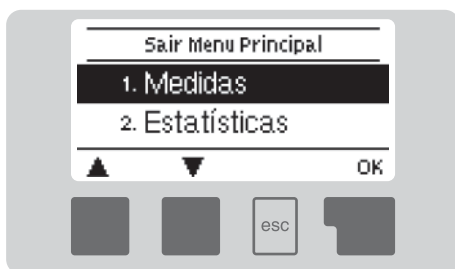 Sair Menu Principal
1. Medidas
2. Estatísticas
▲ ▼ OK
esc